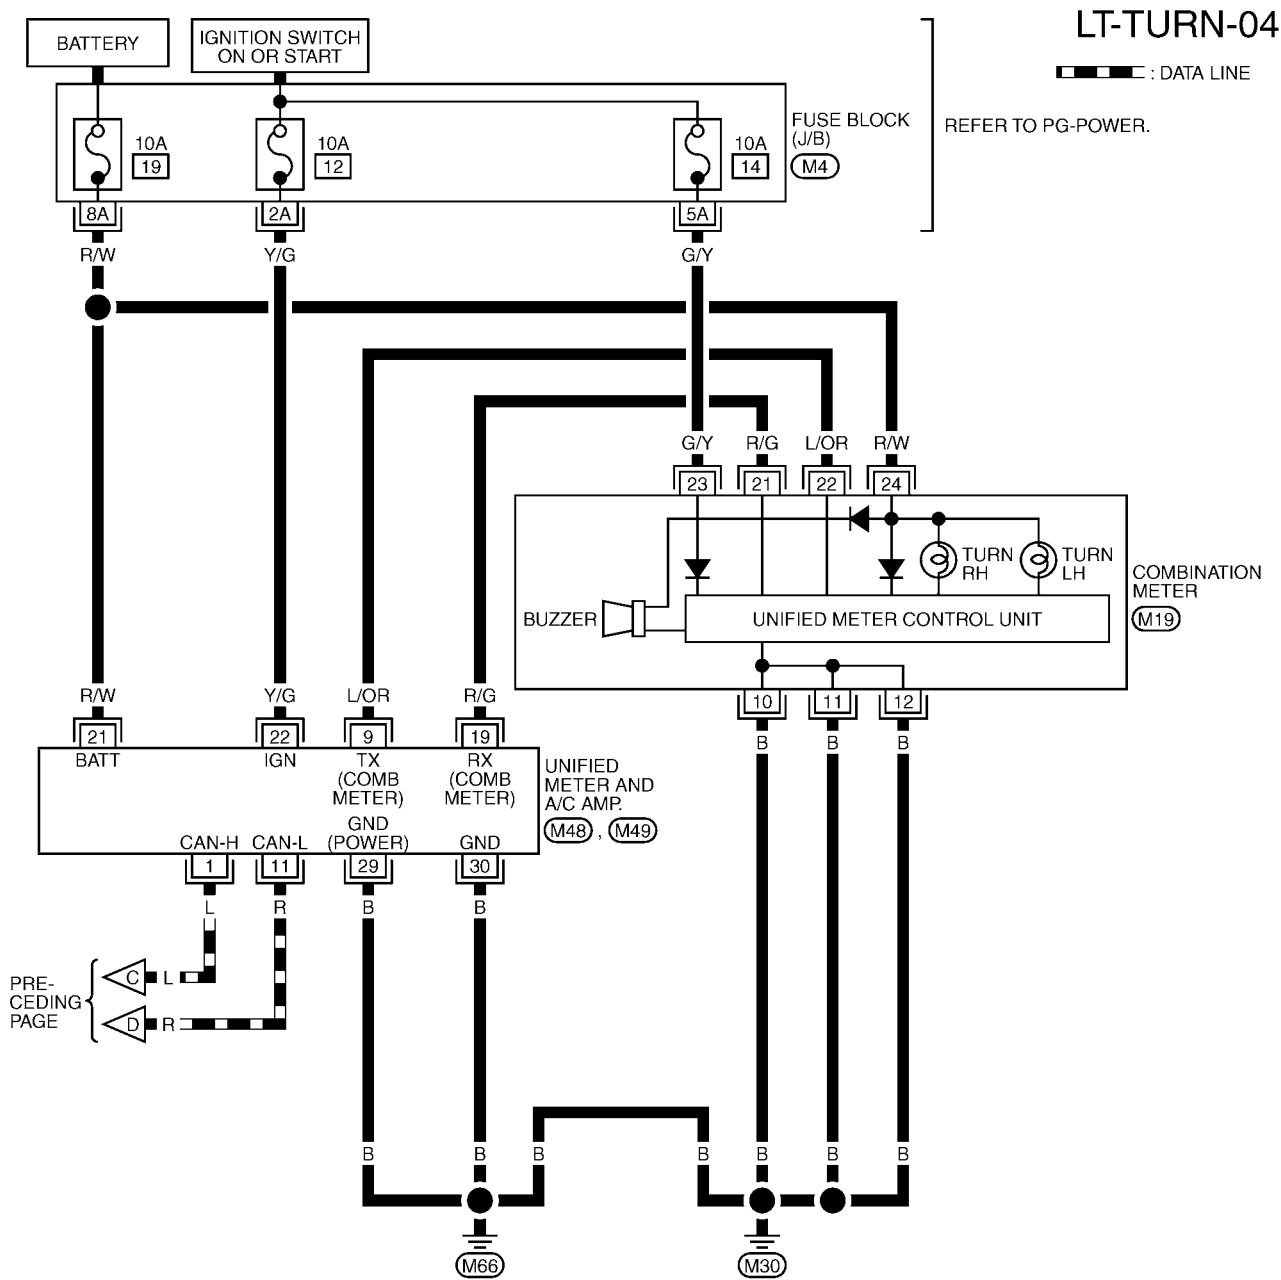 LT-TURN-04
: DATA LINE
BATTERY
IGNITION SWITCH
ON OR START
FUSE BLOCK
(J/B)
M4
REFER TO PG-POWER.
10A
19
10A
12
10A
14
8A
2A
5A
R/W
Y/G
G/Y
G/Y
R/G
L/OR
R/W
23
21
22
24
TURN
RH
TURN
LH
COMBINATION
METER
M19
BUZZER
UNIFIED METER CONTROL UNIT
R/W
Y/G
L/OR
R/G
10
11
12
21
22
9
19
B
B
B
BATT
IGN
TX
(COMB
METER)
RX
(COMB
METER)
UNIFIED
METER AND
A/C AMP.
M48 , M49
CAN-H
CAN-L
GND
(POWER)
GND
1
11
29
30
L
R
B
B
PRE-
CEDING
PAGE
C
L
D
R
B
B
B
B
B
B
B
M66
M30